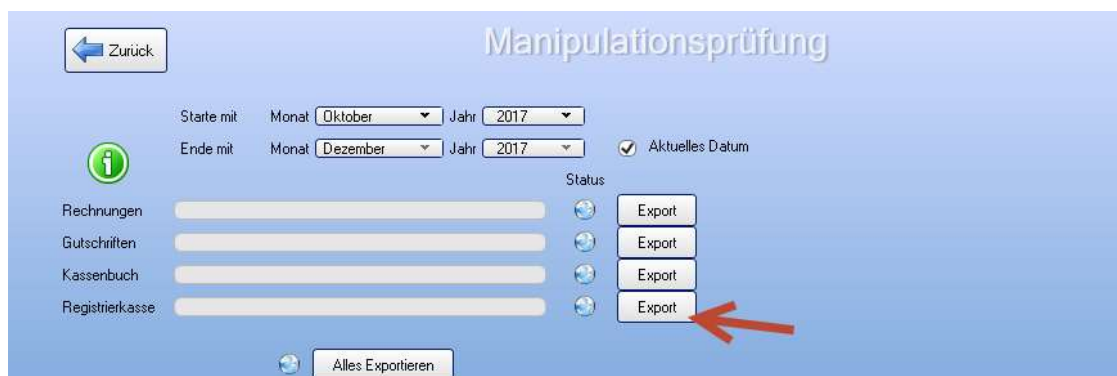 Zurück
Manipulationsprüfung
Starte mit Monat Oktober Jahr 2017
Ende mit Monat Dezember Jahr 2017 Aktuelles Datum
Status
Rechnungen Export
Gutschriften Export
Kassenbuch Export
Registrierkasse Export
Alles Exportieren